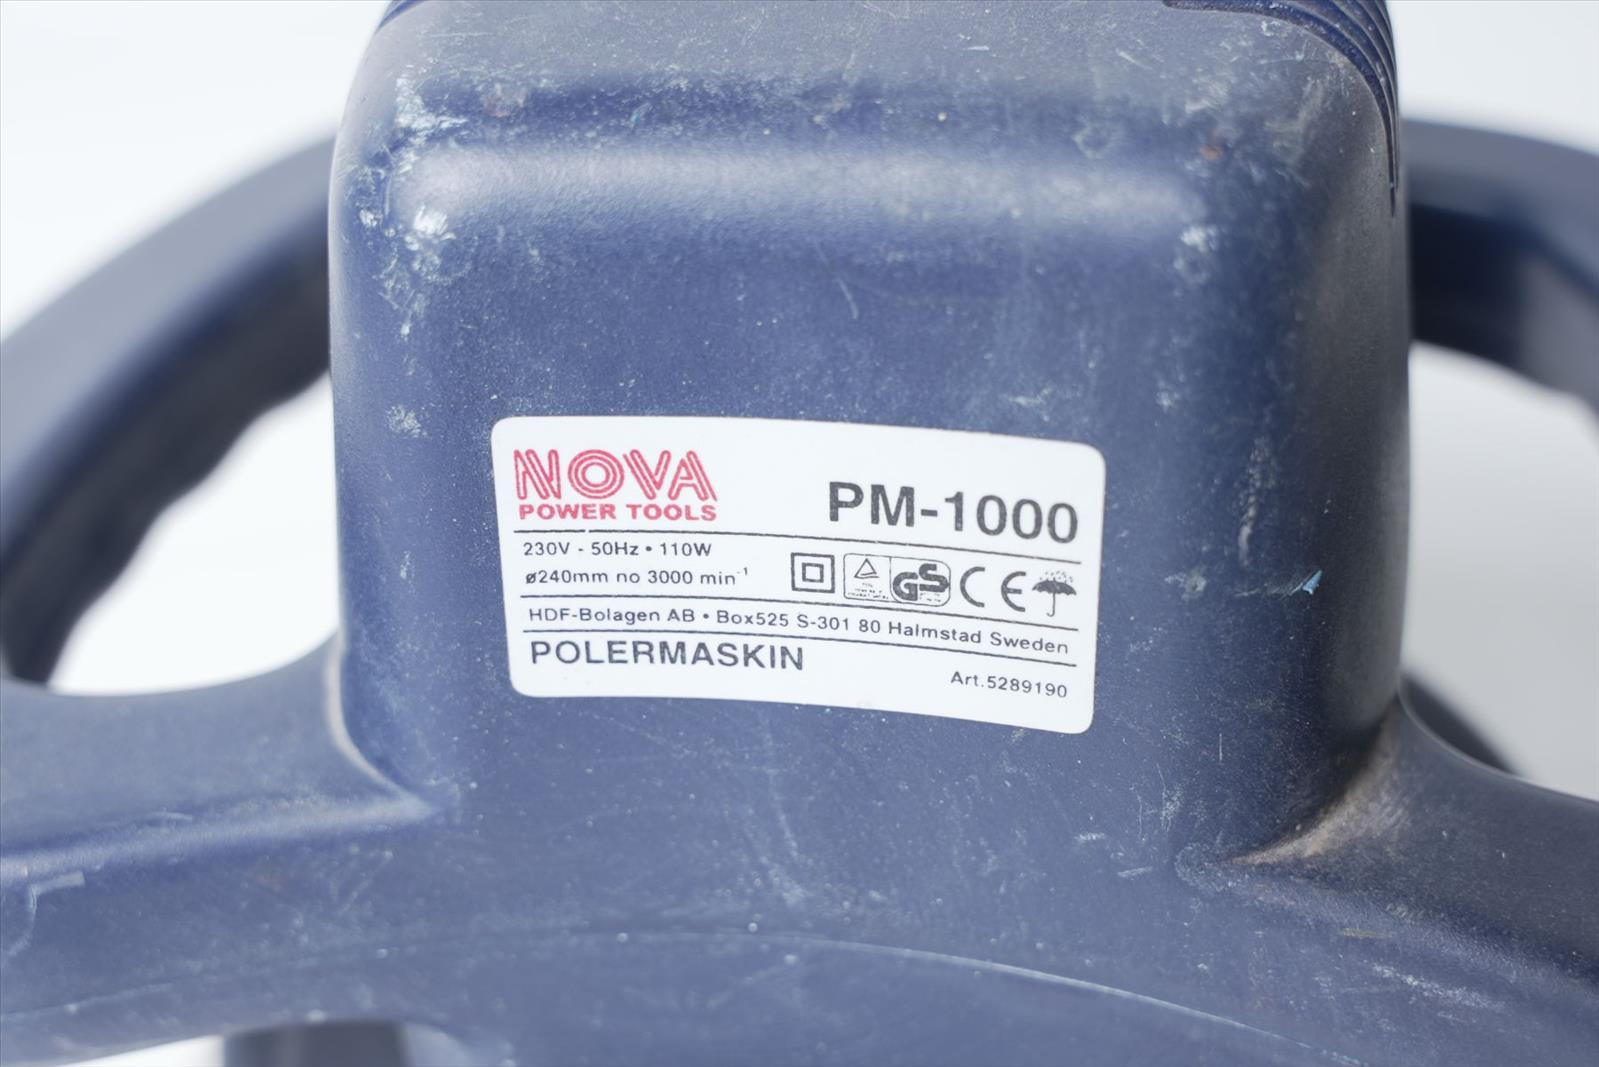 NOVA
POWER TOOLS
PM-1000
230V - 50Hz • 110W
ø240mm no 3000 min⁻¹
GS CE
HDF-Bolagen AB • Box525 S-301 80 Halmstad Sweden
POLERMASKIN
Art.5289190